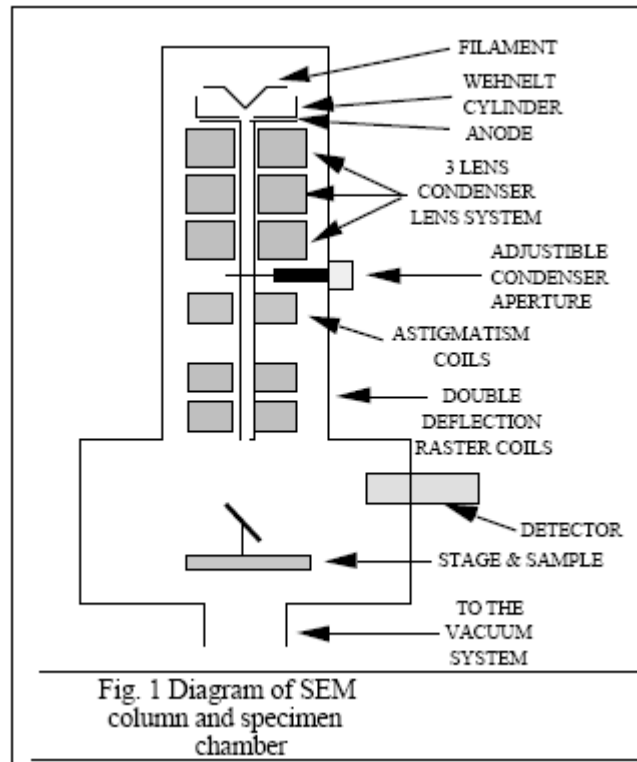 FILAMENT
WEHNELT
CYLINDER
ANODE
3 LENS
CONDENSER
LENS SYSTEM
ADJUSTIBLE
CONDENSER
APERTURE
ASTIGMATISM
COILS
DOUBLE
DEFLECTION
RASTER COILS
DETECTOR
STAGE & SAMPLE
TO THE
VACUUM
SYSTEM
Fig. 1 Diagram of SEM
column and specimen
chamber